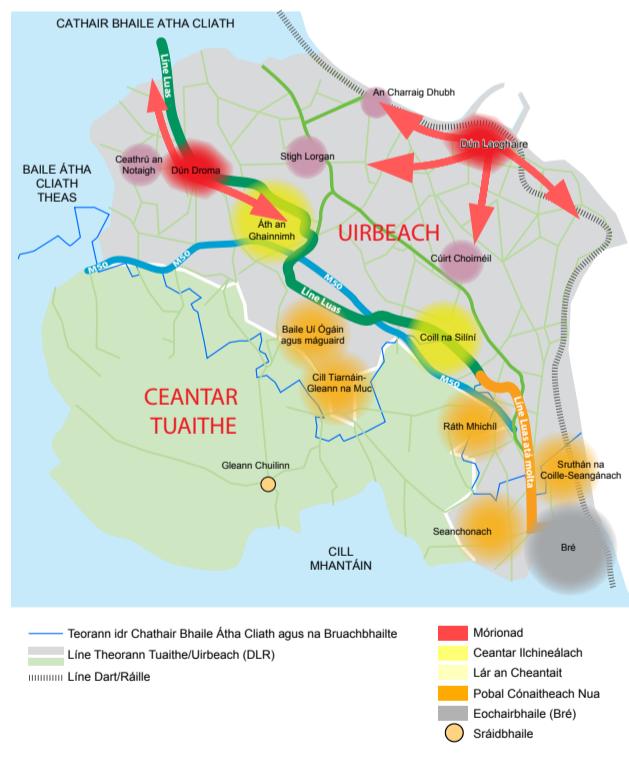 CATHAIR BHAILE ATHA CLIATH
Líne Luas
An Charraig Dhubh
Dún Laoghaire
Ceathrú an
Notaigh
Dún Droma
Stigh Lorgan
BAILE ÁTHA
CLIATH
THEAS
Áth an
Ghainnimh
UIRBEACH
Cúirt Choirnéil
M50
M50
M50
Líne Luas
Baile Uí Ógáin
agus máguaird
Coill na Silíní
Cill Tiarnáin-
Gleann na Muc
M50
CEANTAR
TUAITHE
Líne Luas atá molta
Ráth Mhichíl
Gleann Chuilinn
Sruthán na
Coille-Seangánach
Seanchonach
Bré
CILL
MHANTÁIN
Teorann idr Chathair Bhaile Átha Cliath agus na Bruachbhailte
Líne Theorann Tuaithe/Uirbeach (DLR)
Líne Dart/Ráille
Mórionad
Ceantar Ilchineálach
Lár an Cheantait
Pobal Cónaitheach Nua
Eochairbhaile (Bré)
Sráidbhaile